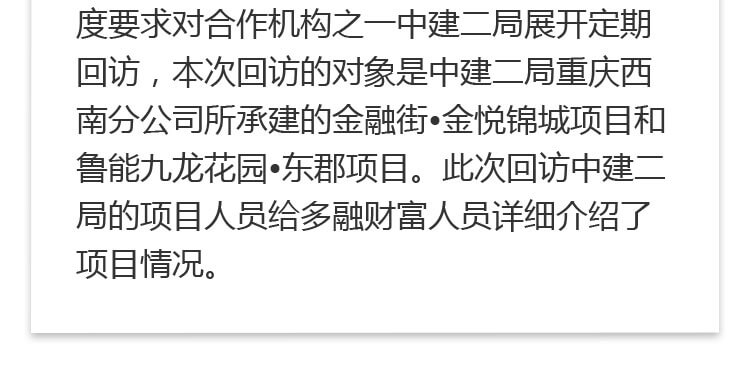 度要求对合作机构之一中建二局展开定期
回访，本次回访的对象是中建二局重庆西
南分公司所承建的金融街•金悦锦城项目和
鲁能九龙花园•东郡项目。此次回访中建二
局的项目人员给多融财富人员详细介绍了
项目情况。